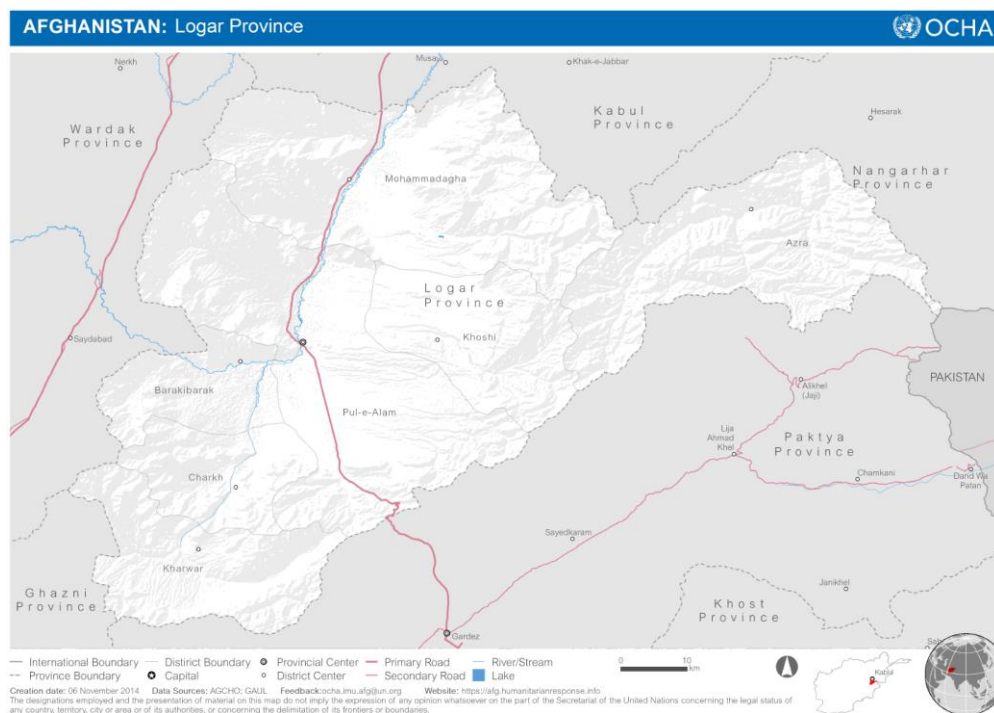 AFGHANISTAN: Logar Province
OCHA
Nerkh
Musayi
Khak-e-Jabbar
Hesarak
Wardak
Province
Kabul
Province
Nangarhar
Province
Mohammadagha
Azra
Logar
Province
Khoshi
Saydabad
Barakibarak
Pul-e-Alam
PAKISTAN
Alikhel
(Jaji)
Lija
Ahmad
Khel
Paktya
Province
Chamkani
Dand Wa
Patan
Charkh
Sayedkaram
Kharwar
Ghazni
Province
Janikhel
Khost
Province
Gardez
International Boundary
District Boundary
Provincial Center
Primary Road
River/Stream
Province Boundary
Capital
District Center
Secondary Road
Lake
0 10
km
Kabul
Creation date: 06 November 2014 Data Sources: AGCHO; GAUL Feedback:ocha.imu.afg@un.org Website: https://afg.humanitarianresponse.info
The designations employed and the presentation of material on this map do not imply the expression of any opinion whatsoever on the part of the Secretariat of the United Nations concerning the legal status of
any country, territory, city or area or of its authorities, or concerning the delimitation of its frontiers or boundaries.